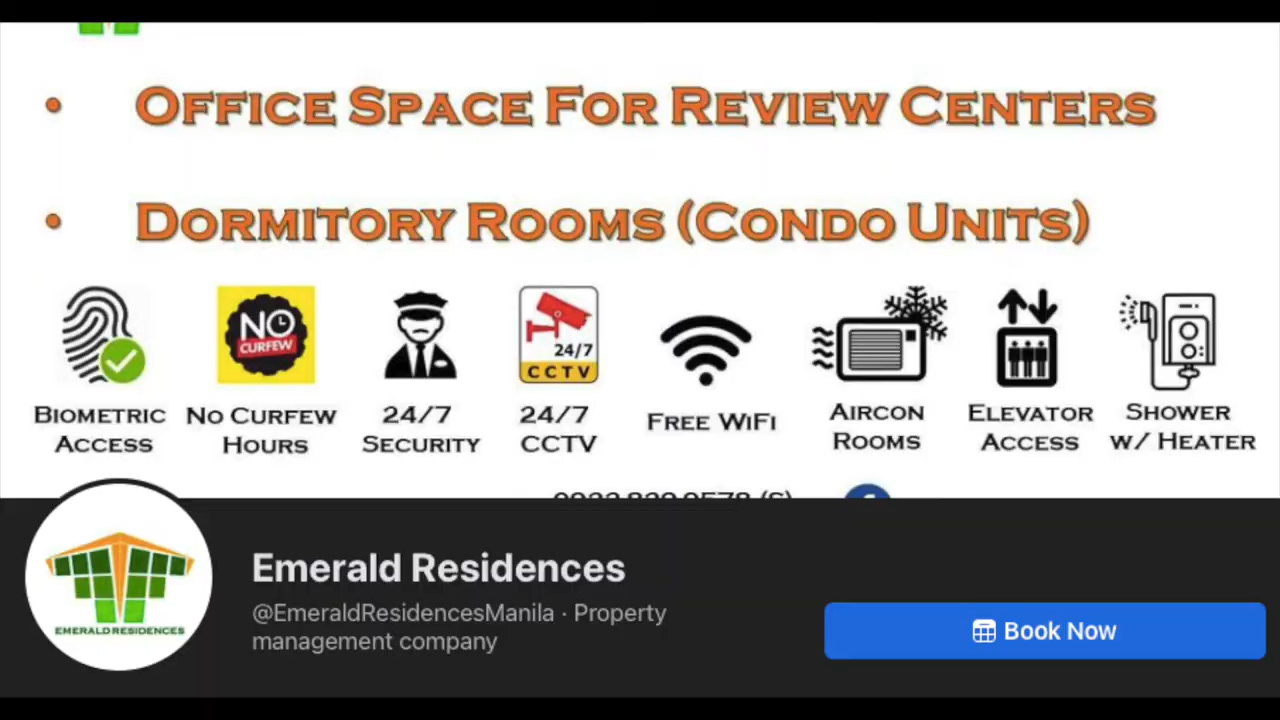 • OFFICE SPACE FOR REVIEW CENTERS
• DORMITORY ROOMS (CONDO UNITS)
NO
CURFEW
24/7
CCTV
BIOMETRIC
ACCESS
NO CURFEW
HOURS
24/7
SECURITY
24/7
CCTV
FREE WIFI
AIRCON
ROOMS
ELEVATOR
ACCESS
SHOWER
W/ HEATER
EMERALD RESIDENCES
Emerald Residences
@EmeraldResidencesManila · Property
management company
Book Now